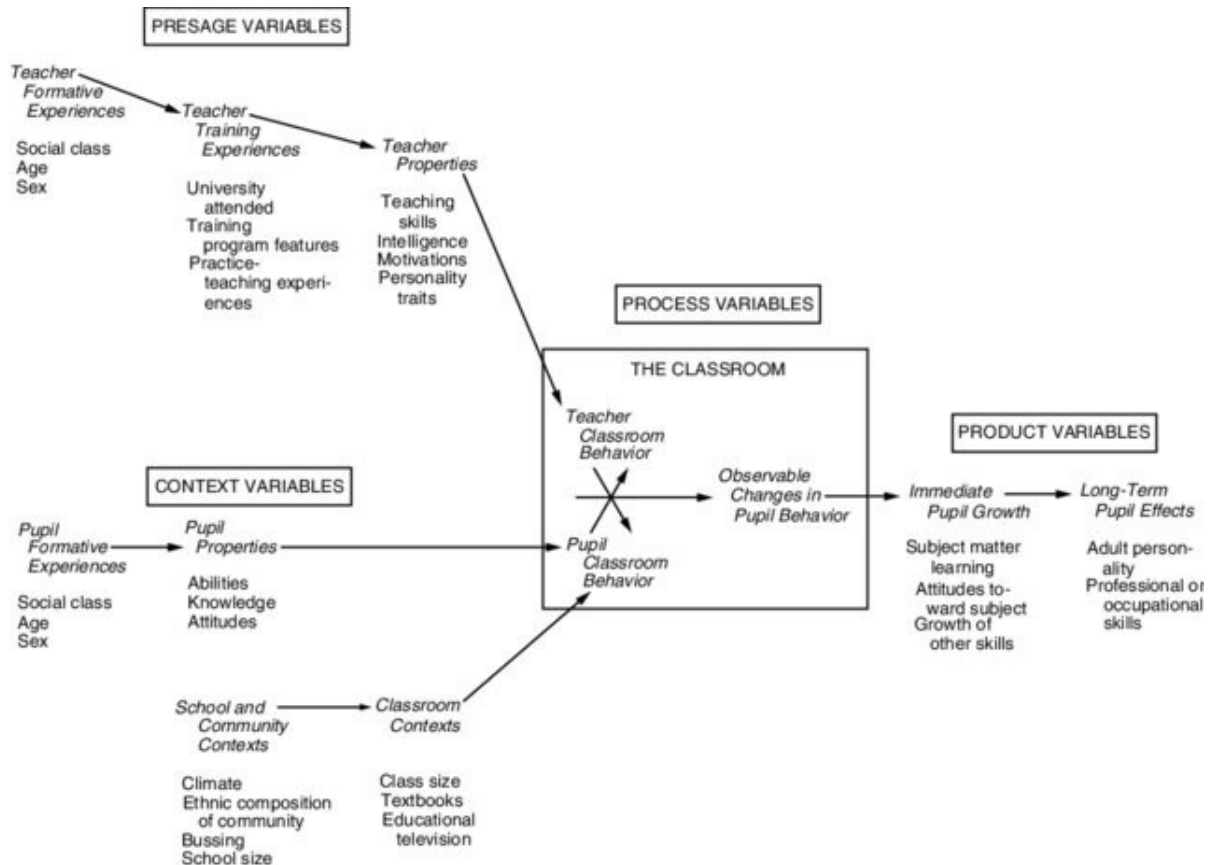 PRESAGE VARIABLES
Teacher
Formative
Experiences
Social class
Age
Sex
Teacher
Training
Experiences
University
attended
Training
program features
Practice-
teaching experi-
ences
Teacher
Properties
Teaching
skills
Intelligence
Motivations
Personality
traits
PROCESS VARIABLES
THE CLASSROOM
Teacher
Classroom
Behavior
Observable
Changes in
Pupil Behavior
Pupil
Classroom
Behavior
CONTEXT VARIABLES
Pupil
Formative
Experiences
Social class
Age
Sex
Pupil
Properties
Abilities
Knowledge
Attitudes
School and
Community
Contexts
Climate
Ethnic composition
of community
Bussing
School size
Classroom
Contexts
Class size
Textbooks
Educational
television
PRODUCT VARIABLES
Immediate
Pupil Growth
Subject matter
learning
Attitudes to-
ward subject
Growth of
other skills
Long-Term
Pupil Effects
Adult person-
ality
Professional or
occupational
skills